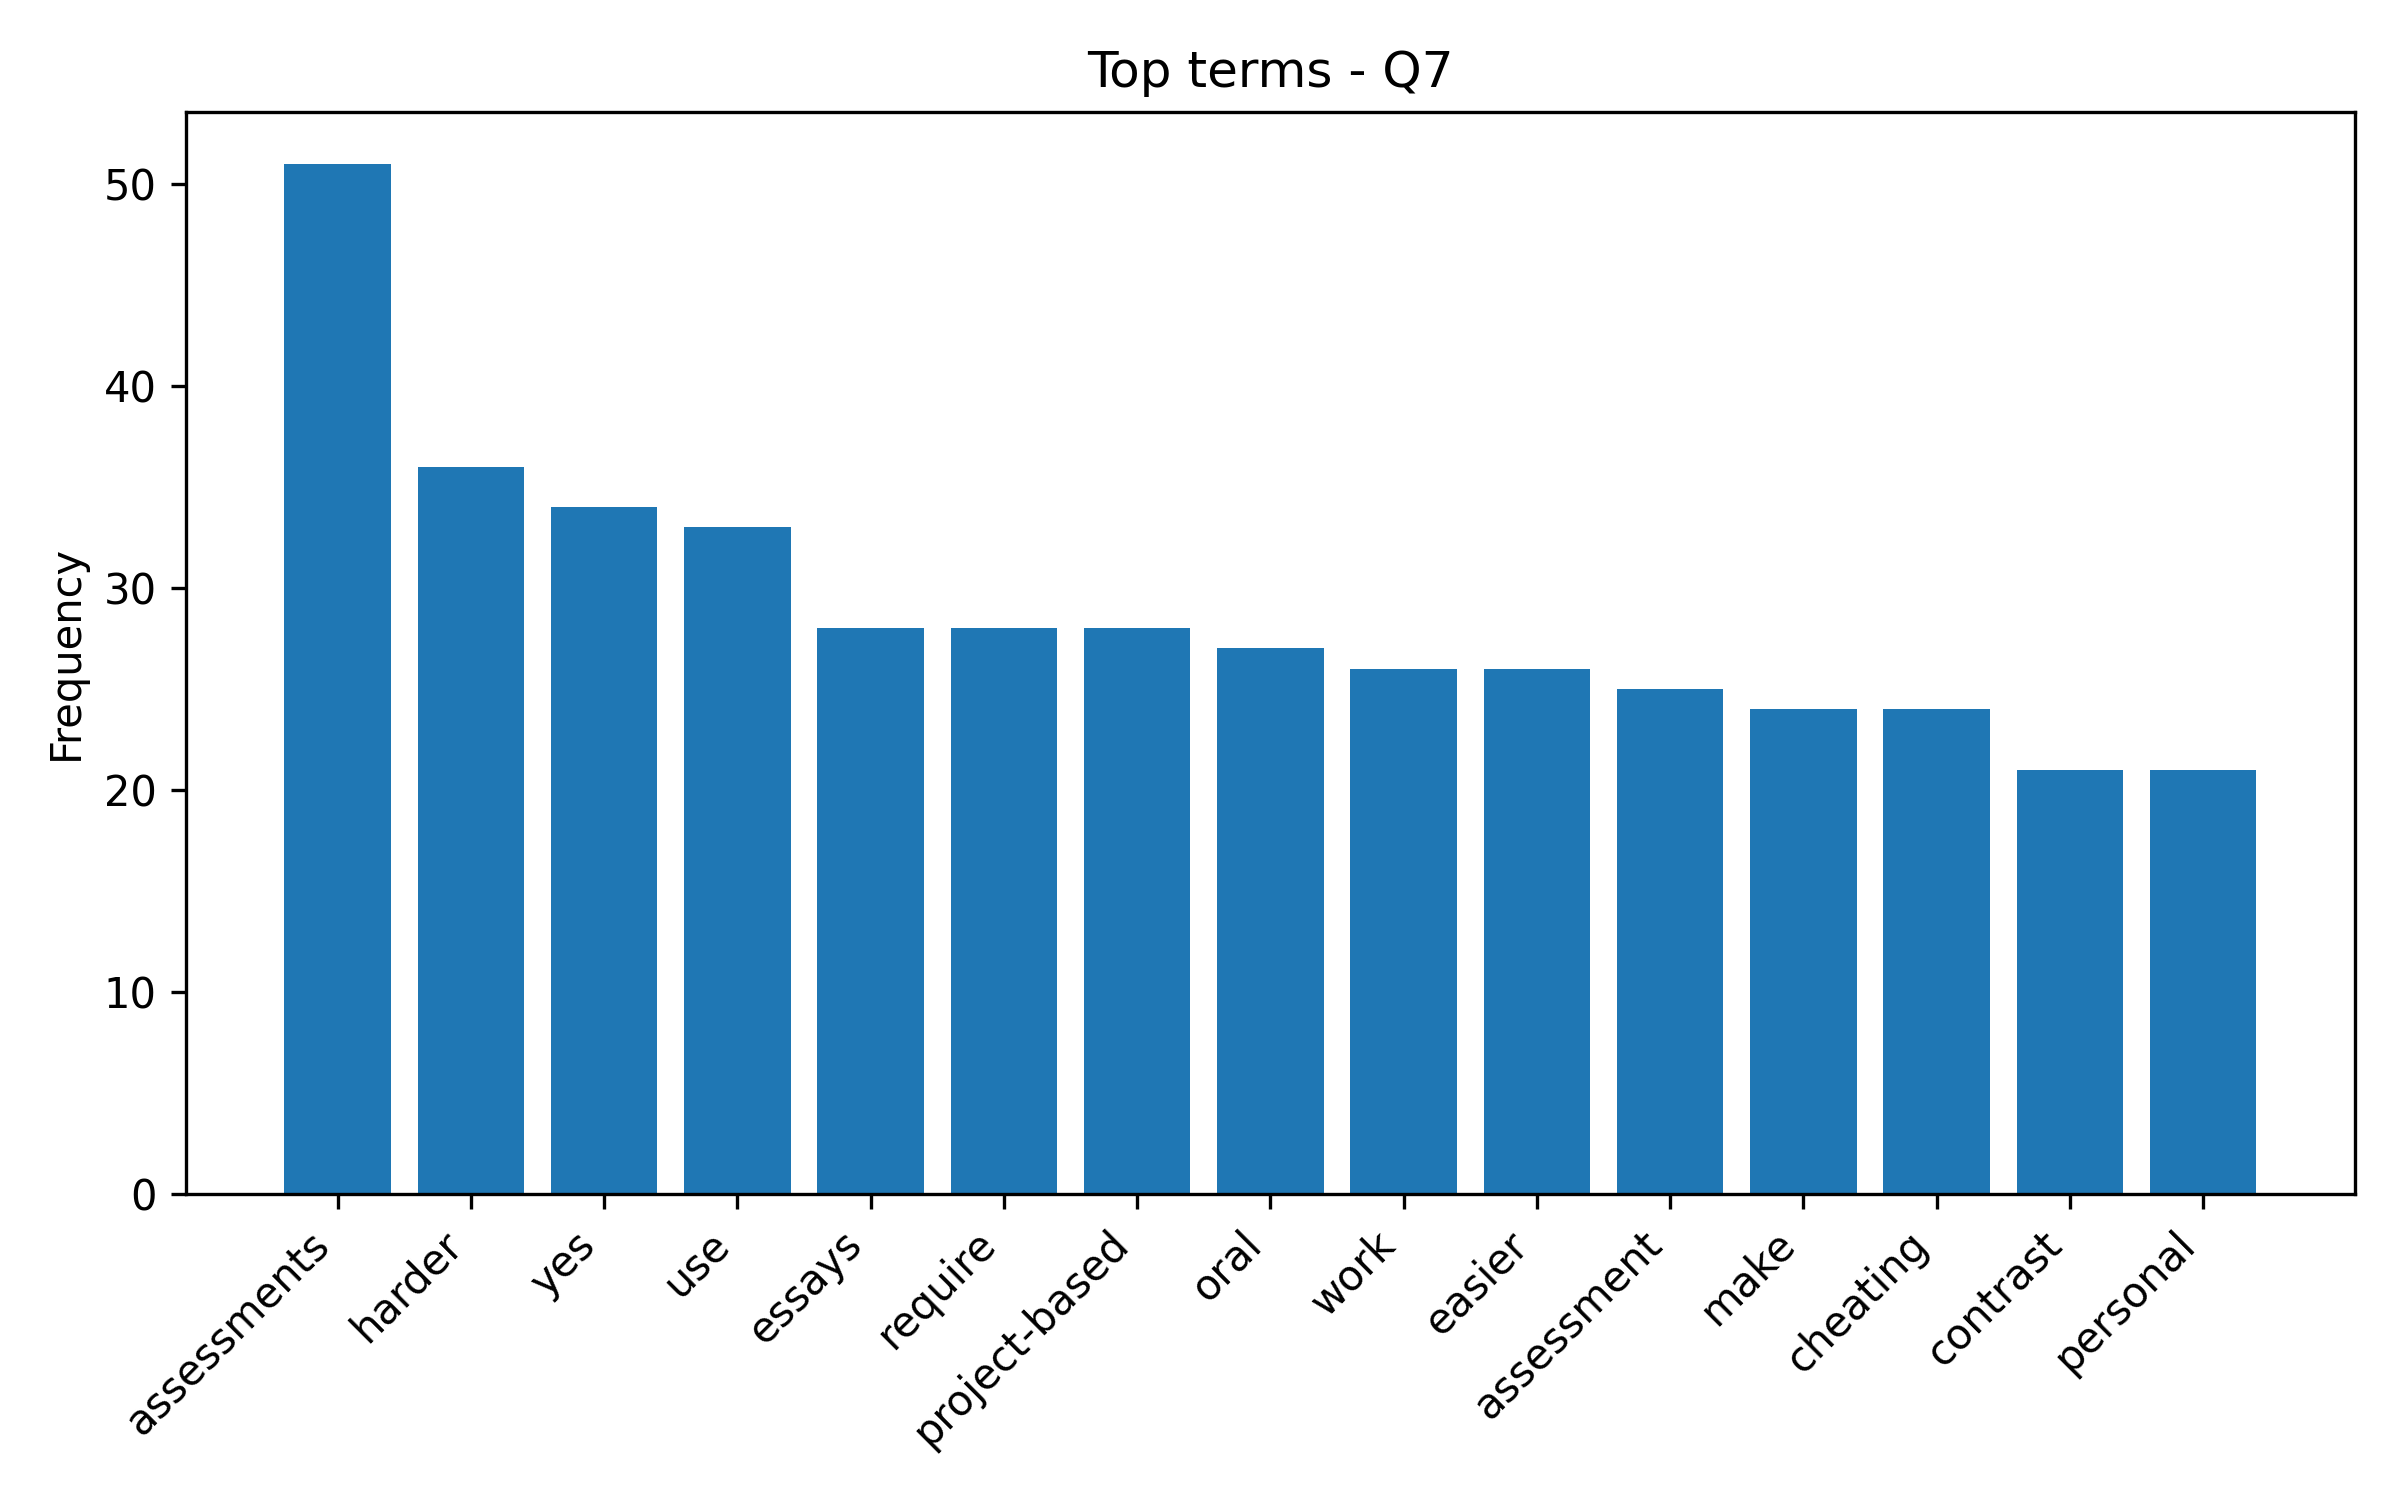 Top terms - Q7
Frequency
50
40
30
20
10
0
assessments
harder
yes
use
essays
require
project-based
oral
work
easier
assessment
make
cheating
contrast
personal